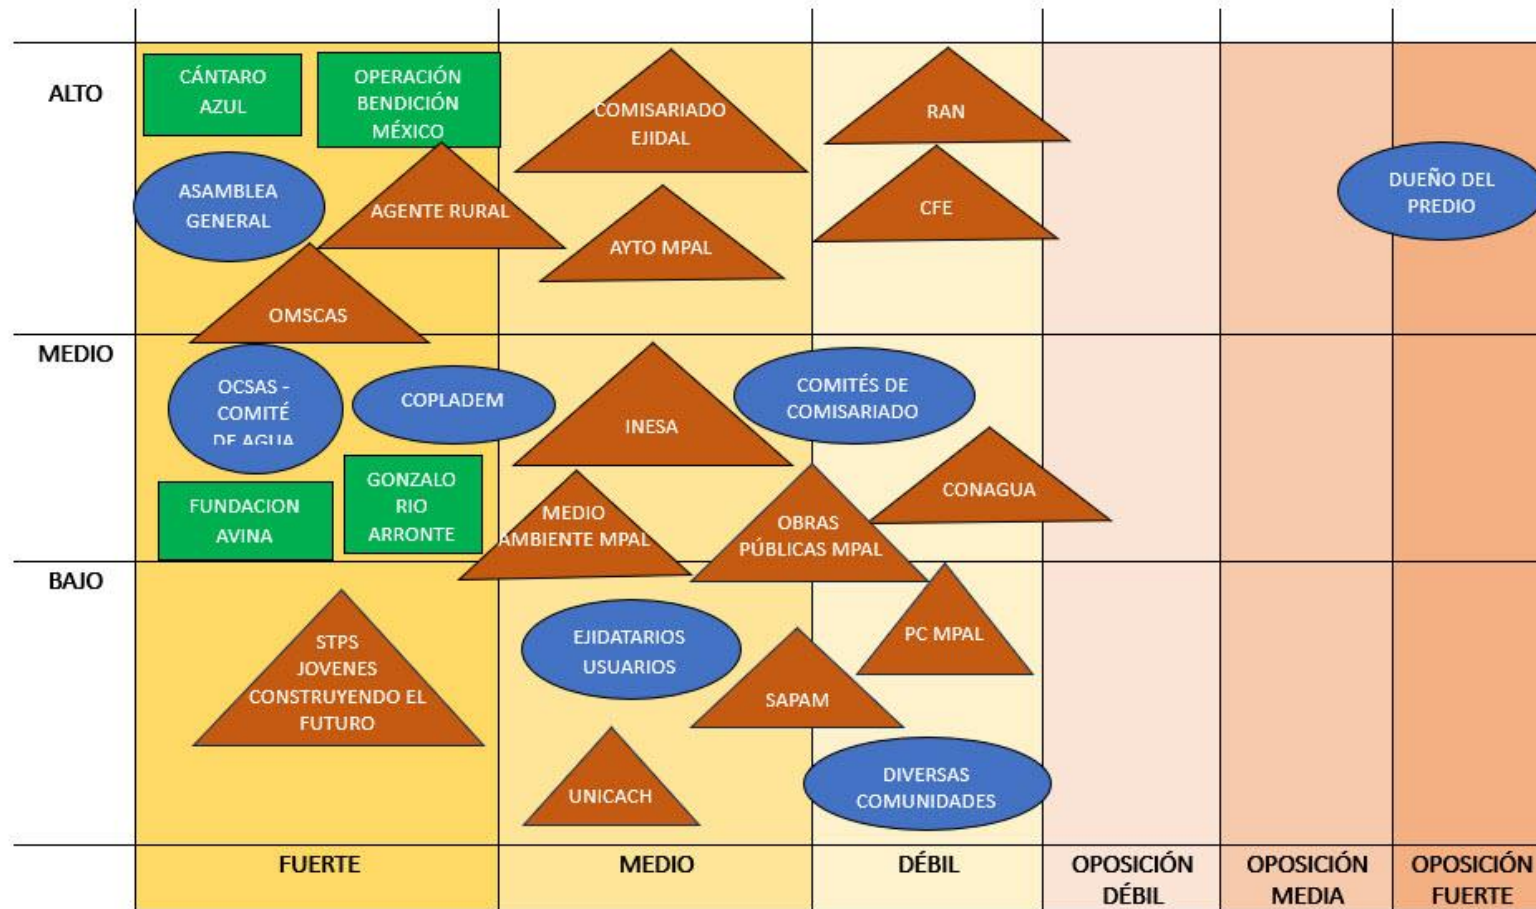 ALTO
CÁNTARO
AZUL
OPERACIÓN
BENDICIÓN
MÉXICO
COMISARIADO
EJIDAL
RAN
DUEÑO DEL
PREDIO
ASAMBLEA
GENERAL
AGENTE RURAL
AYTO MPAL
CFE
OMSCAS
MEDIO
OCSAS -
COMITÉ
DE AGUA
COPLADEM
INESA
COMITÉS DE
COMISARIADO
FUNDACION
AVINA
GONZALO
RIO
ARRONTE
MEDIO
AMBIENTE MPAL
OBRAS
PÚBLICAS MPAL
CONAGUA
BAJO
STPS
JOVENES
CONSTRUYENDO EL
FUTURO
EJIDATARIOS
USUARIOS
SAPAM
PC MPAL
UNICACH
DIVERSAS
COMUNIDADES
FUERTE
MEDIO
DÉBIL
OPOSICIÓN
DÉBIL
OPOSICIÓN
MEDIA
OPOSICIÓN
FUERTE